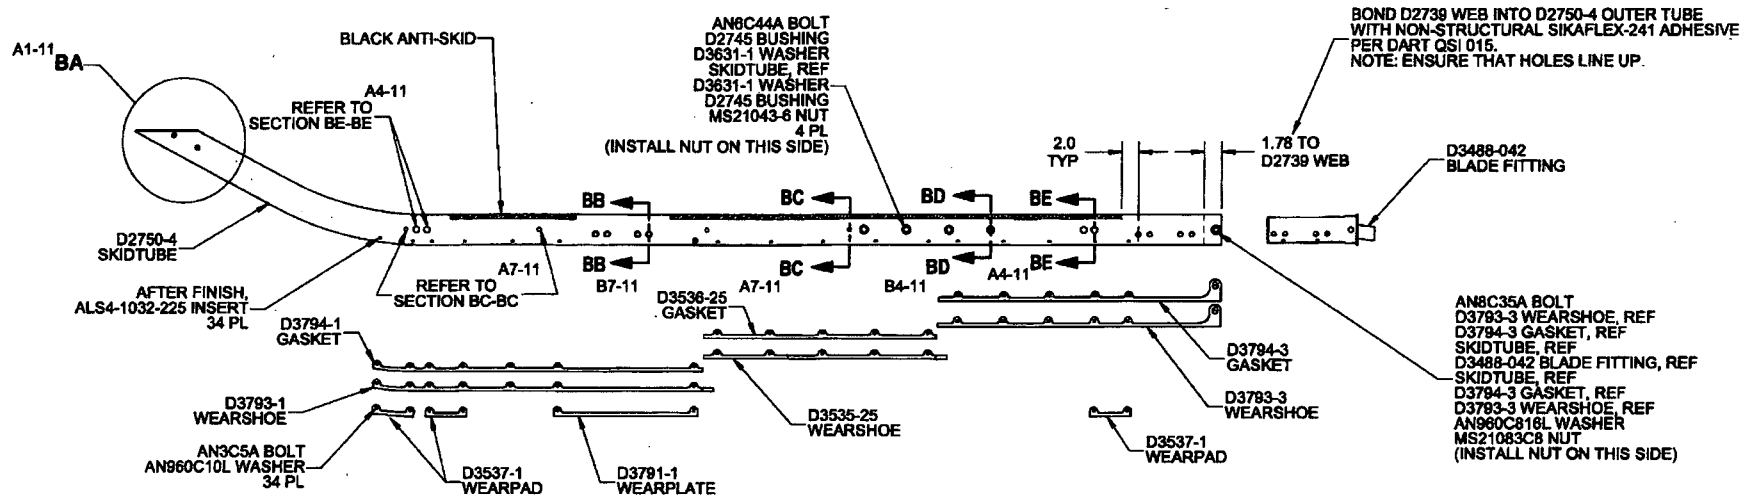 A1-11
BA
BLACK ANTI-SKID
A4-11
REFER TO
SECTION BE-BE
AN6C44A BOLT
D2745 BUSHING
D3631-1 WASHER
SKIDTUBE, REF
D3631-1 WASHER
D2745 BUSHING
MS21043-6 NUT
4 PL
(INSTALL NUT ON THIS SIDE)
BOND D2739 WEB INTO D2750-4 OUTER TUBE
WITH NON-STRUCTURAL SIKAFLEX-241 ADHESIVE
PER DART QSI 015.
NOTE: ENSURE THAT HOLES LINE UP.
2.0
TYP
1.78 TO
D2739 WEB
D3488-042
BLADE FITTING
BB
BC
BD
BE
D2750-4
SKIDTUBE
BB
BC
BD
BE
A7-11
REFER TO
SECTION BC-BC
B7-11
A7-11
B4-11
A4-11
AFTER FINISH,
ALS4-1032-225 INSERT
34 PL
D3794-1
GASKET
D3536-25
GASKET
D3794-3
GASKET
D3793-1
WEARSHOE
D3535-25
WEARSHOE
D3793-3
WEARSHOE
AN3C5A BOLT
AN960C10L WASHER
34 PL
D3537-1
WEARPAD
D3791-1
WEARPLATE
D3537-1
WEARPAD
AN8C35A BOLT
D3793-3 WEARSHOE, REF
D3794-3 GASKET, REF
SKIDTUBE, REF
D3488-042 BLADE FITTING, REF
SKIDTUBE, REF
D3794-3 GASKET, REF
D3793-3 WEARSHOE, REF
AN960C816L WASHER
MS21083C8 NUT
(INSTALL NUT ON THIS SIDE)